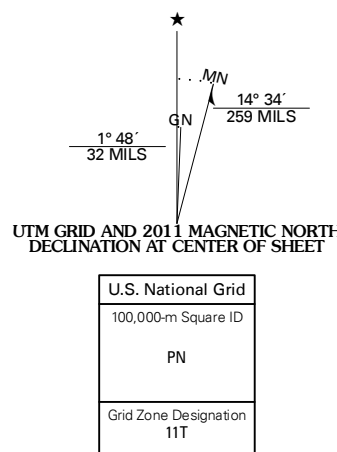 ★
MN
GN
14° 34´
259 MILS
1° 48´
32 MILS
UTM GRID AND 2011 MAGNETIC NORTH
DECLINATION AT CENTER OF SHEET
U.S. National Grid
100,000-m Square ID
PN
Grid Zone Designation
11T